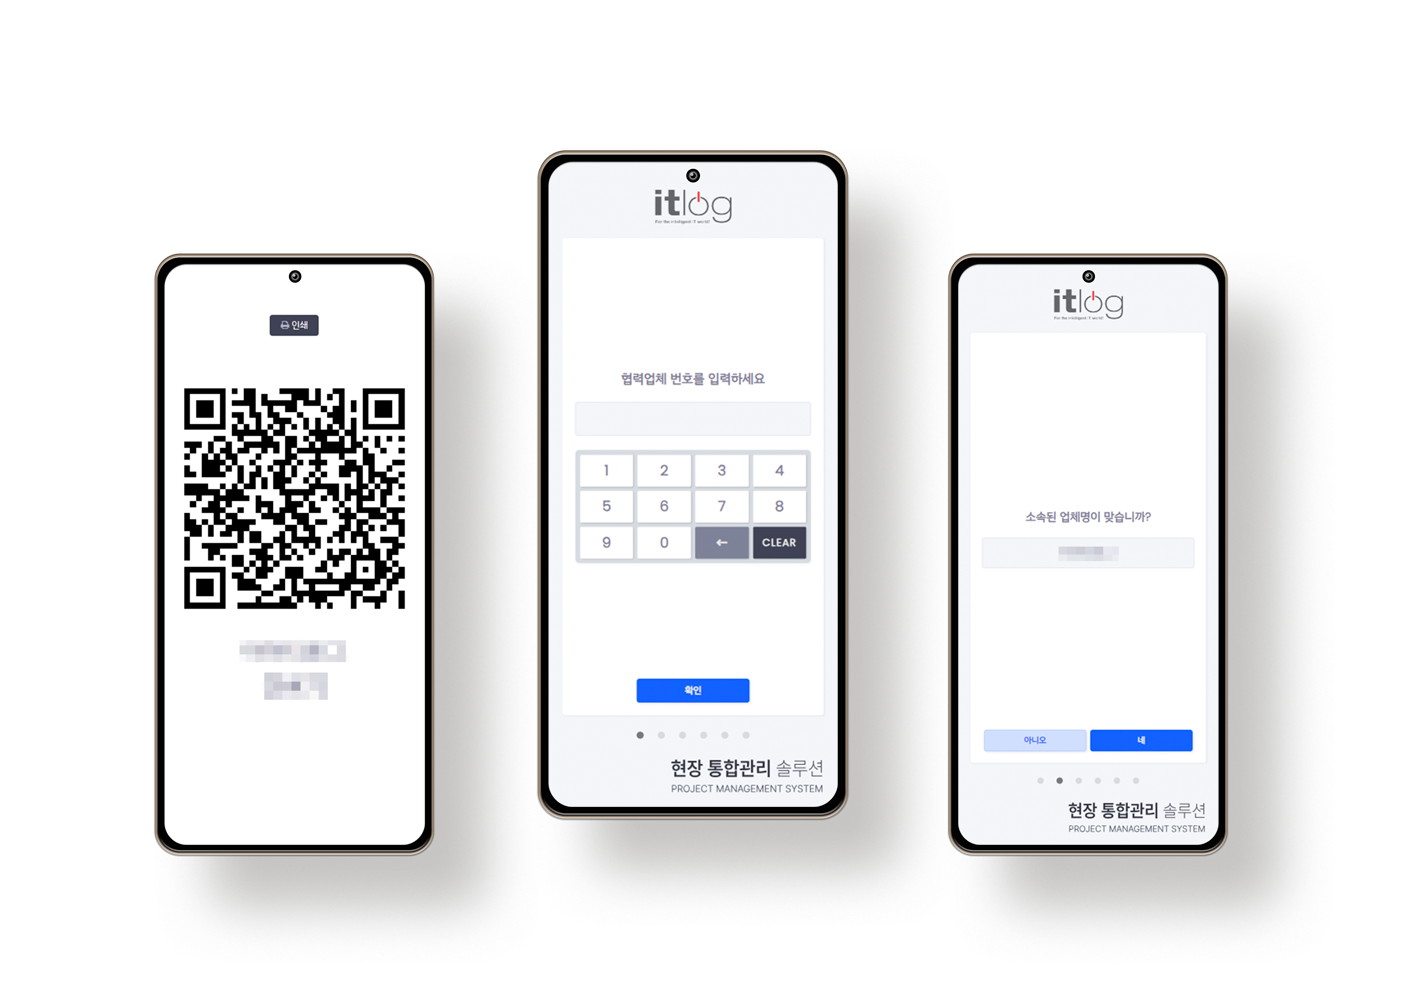 인쇄
itlog
For the intelligent IT world!
협력업체 번호를 입력하세요
1 2 3 4
5 6 7 8
9 0 ← CLEAR
확인
현장 통합관리 솔루션
PROJECT MANAGEMENT SYSTEM
itlog
For the intelligent IT world!
소속된 업체명이 맞습니까?
아니오 네
현장 통합관리 솔루션
PROJECT MANAGEMENT SYSTEM